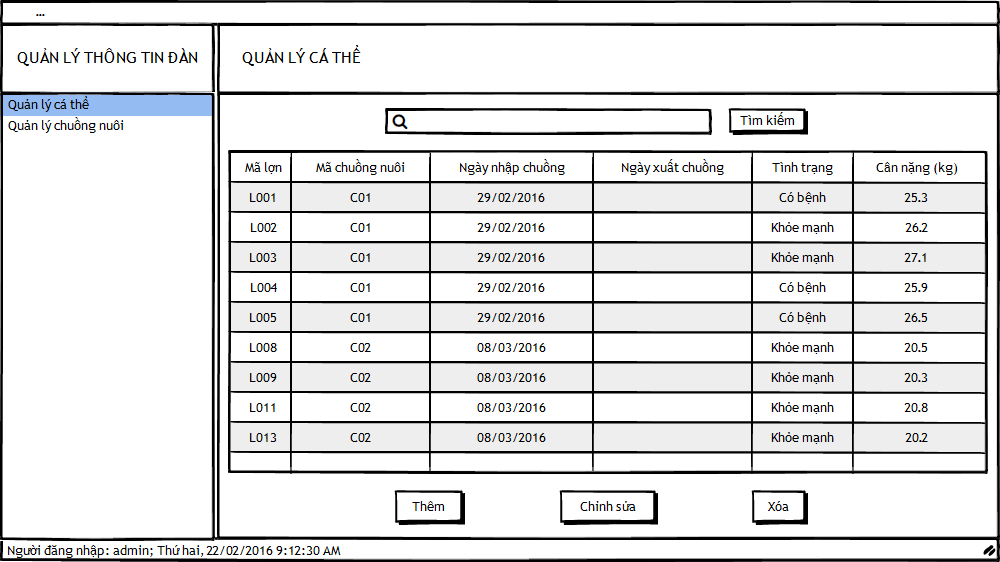 ...
QUẢN LÝ THÔNG TIN ĐÀN
QUẢN LÝ CÁ THỂ
Quản lý cá thể
Quản lý chuồng nuôi
Tìm kiếm
Mã lợn Mã chuồng nuôi Ngày nhập chuồng Ngày xuất chuồng Tình trạng Cân nặng (kg)
L001 C01 29/02/2016 Có bệnh 25.3
L002 C01 29/02/2016 Khỏe mạnh 26.2
L003 C01 29/02/2016 Khỏe mạnh 27.1
L004 C01 29/02/2016 Có bệnh 25.9
L005 C01 29/02/2016 Có bệnh 26.5
L008 C02 08/03/2016 Khỏe mạnh 20.5
L009 C02 08/03/2016 Khỏe mạnh 20.3
L011 C02 08/03/2016 Khỏe mạnh 20.8
L013 C02 08/03/2016 Khỏe mạnh 20.2
Thêm Chỉnh sửa Xóa
Người đăng nhập: admin; Thứ hai, 22/02/2016 9:12:30 AM